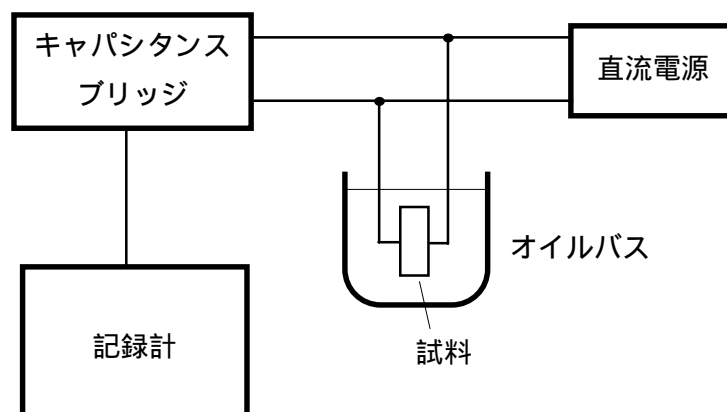 キャパシタンス
ブリッジ
直流電源
オイルバス
記録計
試料